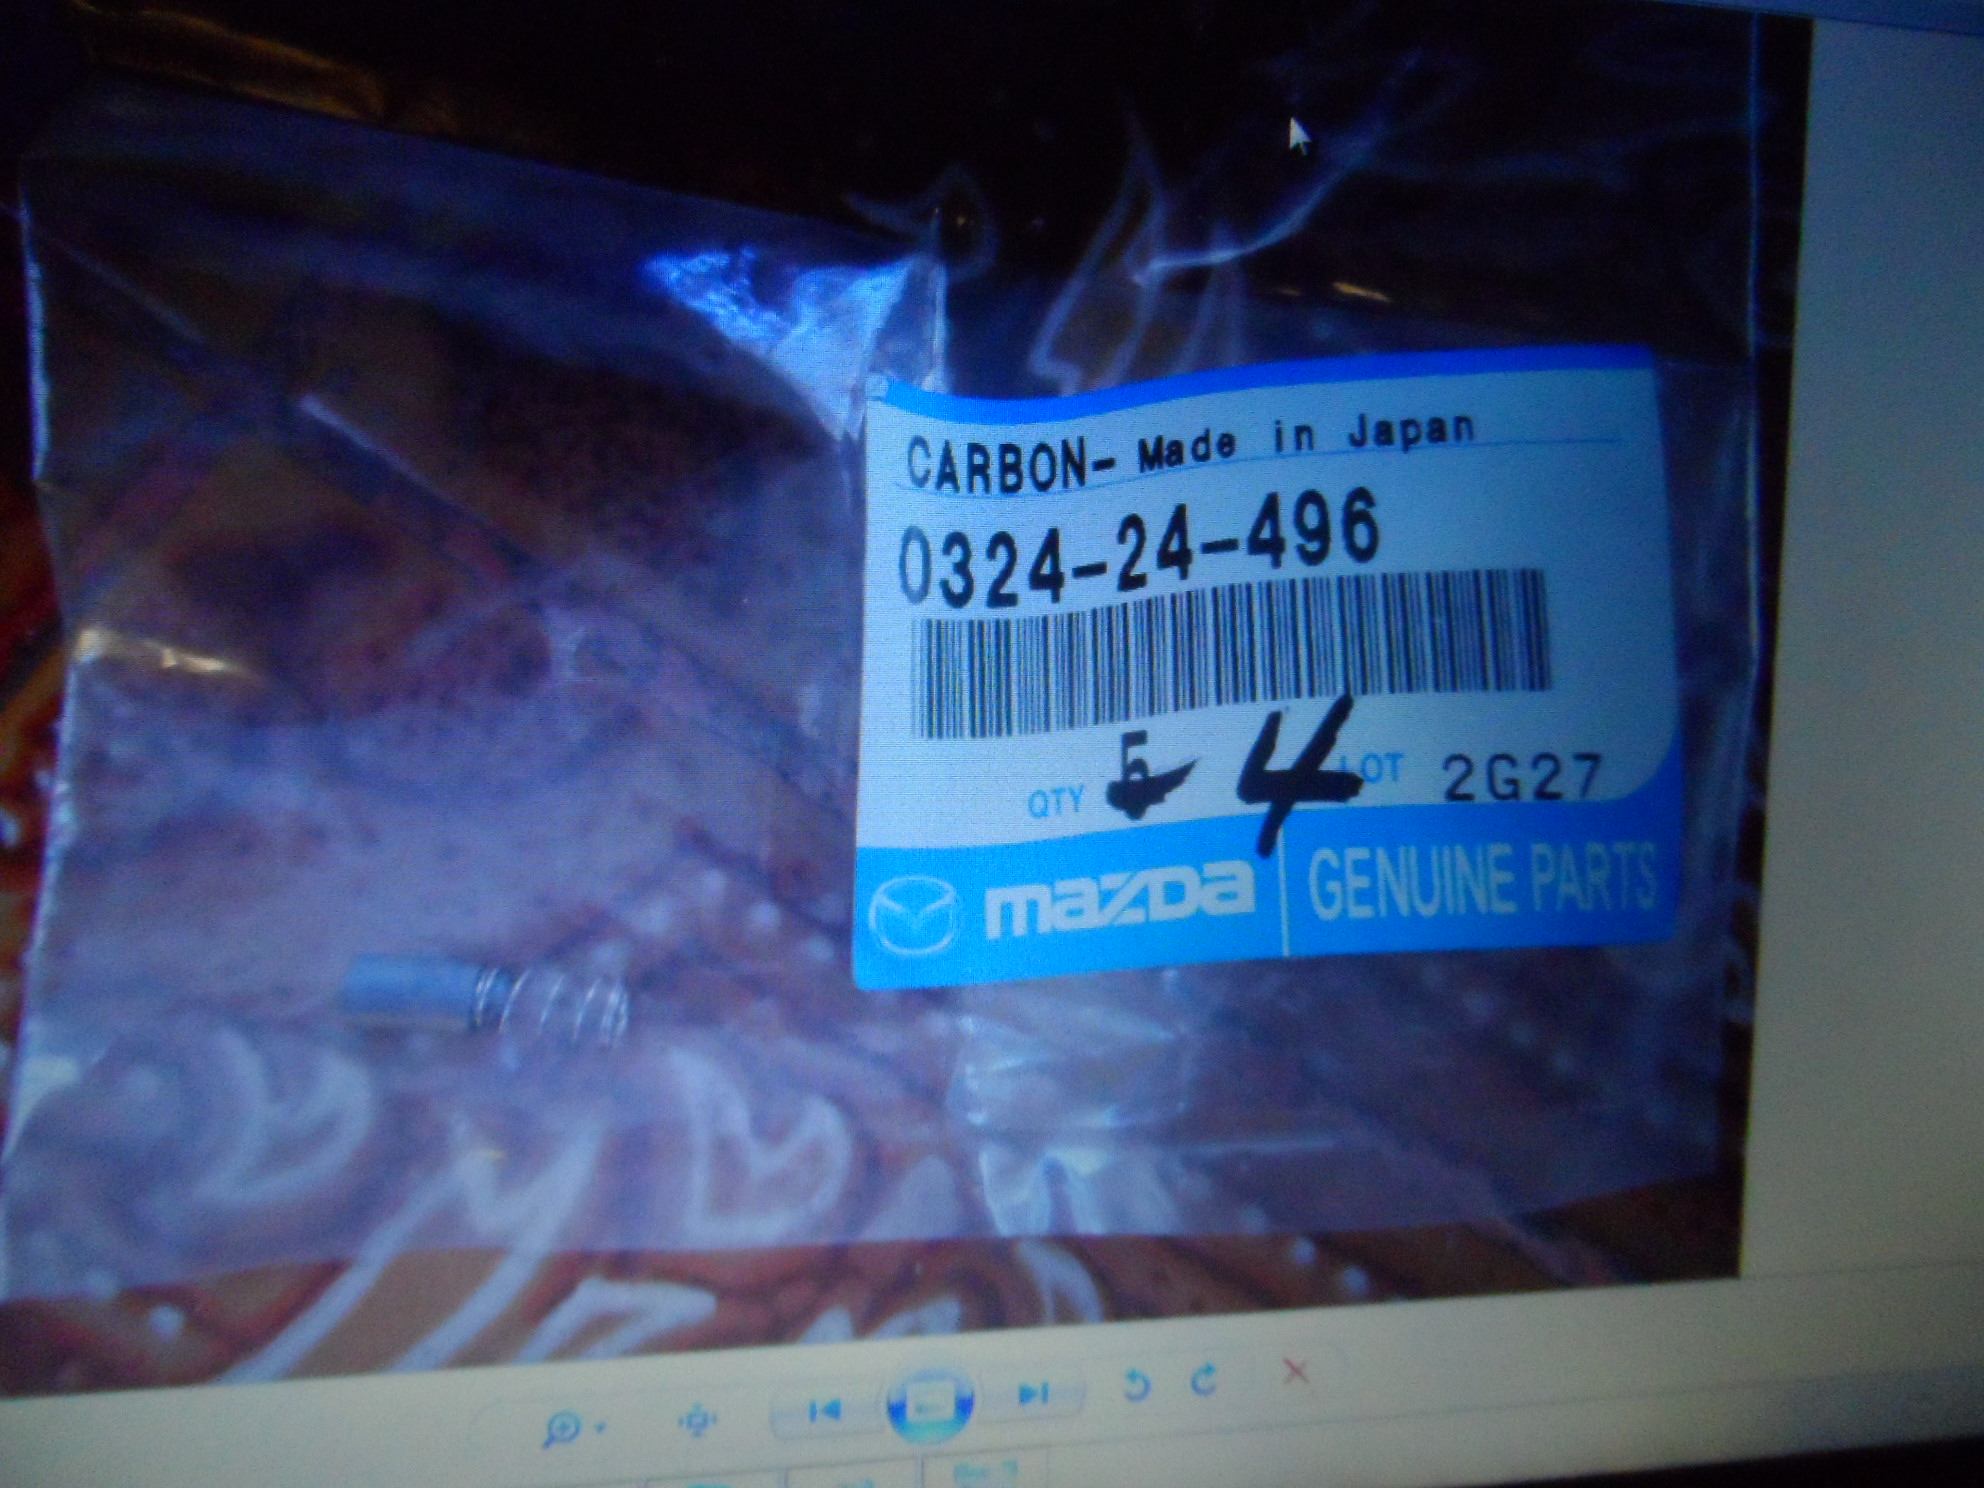 CARBON- Made in Japan
0324-24-496
QTY 5 4 LOT 2G27
mazda GENUINE PARTS